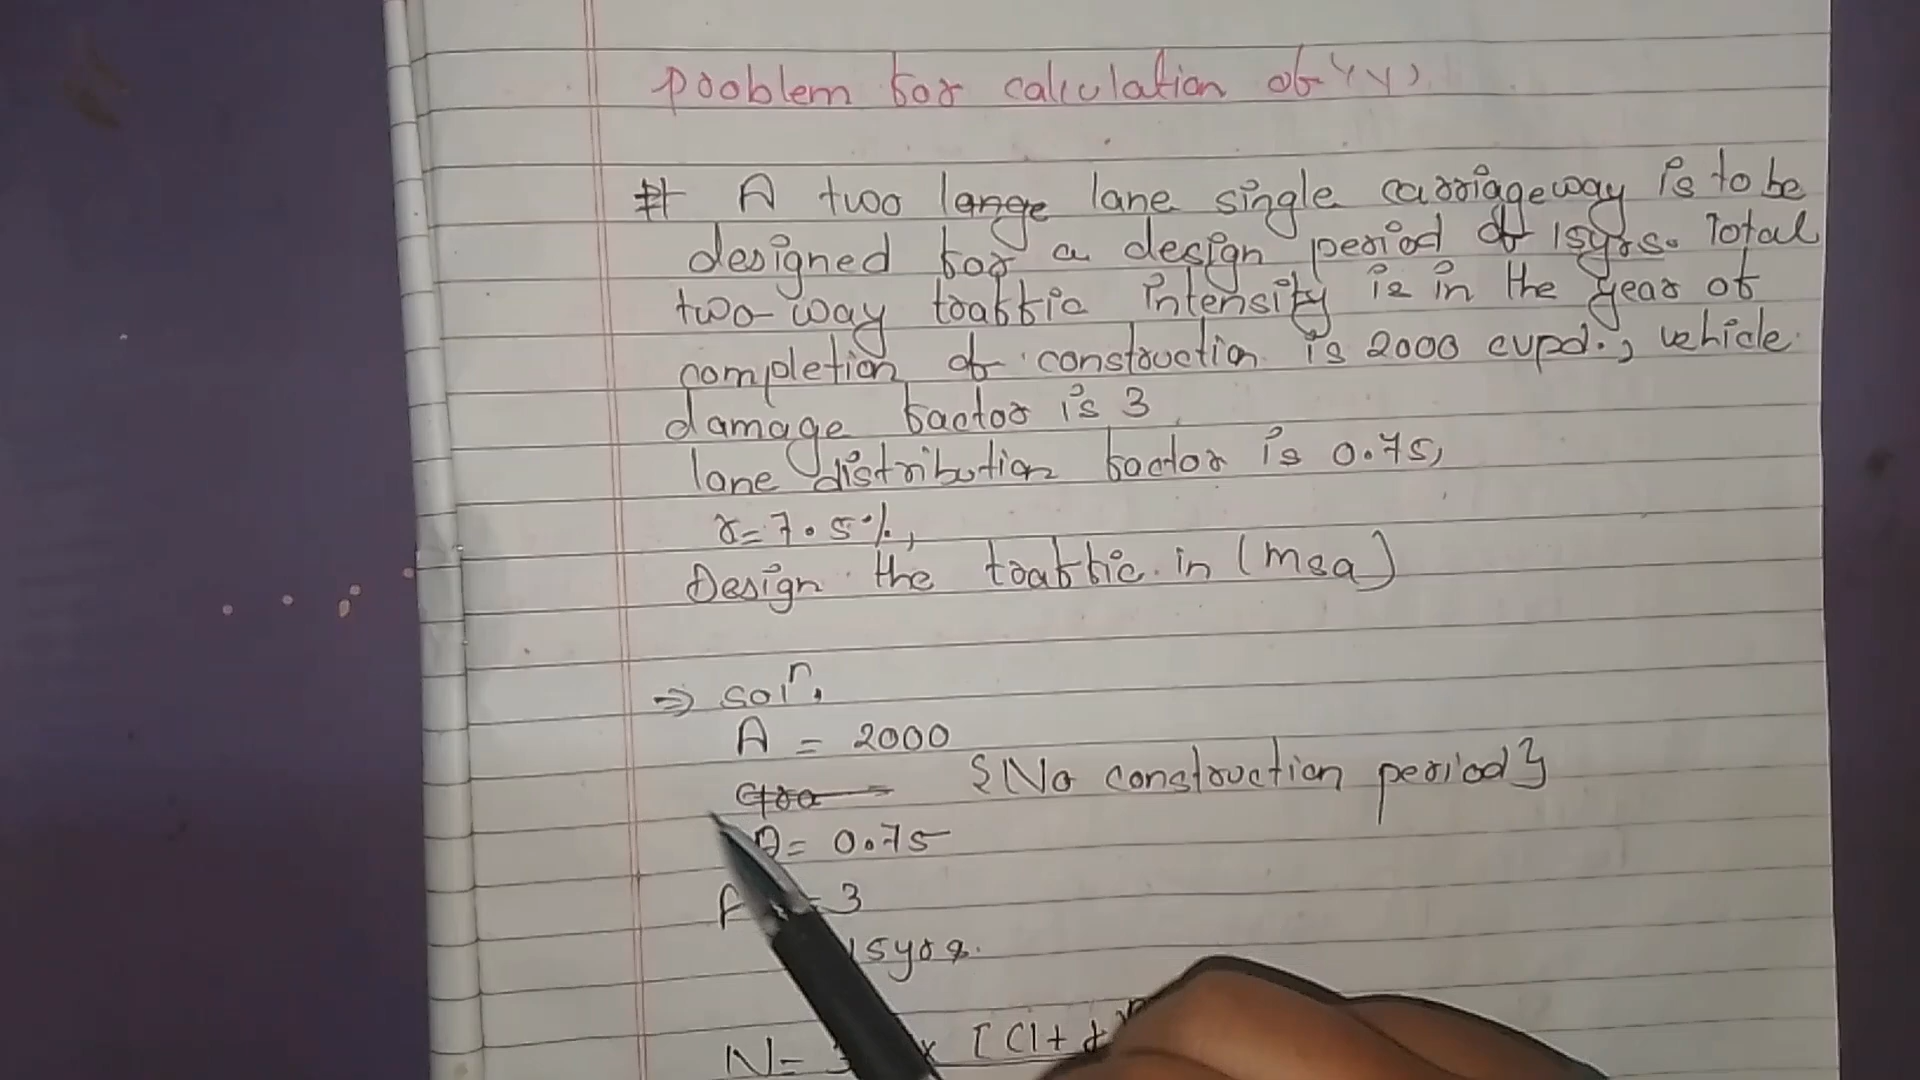 problem for calculation of (Y)
# A two lange lane single carriageway is to be
designed for a design period of 15yrs. Total
two-way traffic intensity is in the year of
completion of construction is 2000 cvpd., vehicle
damage factor is 3
lane distribution factor is 0.75,
r=7.5%,
Design the traffic in (msa)
⇒ solⁿ,
A = 2000
{No construction period}
D= 0.75
=3
15yrs.
N=
x [(1+r